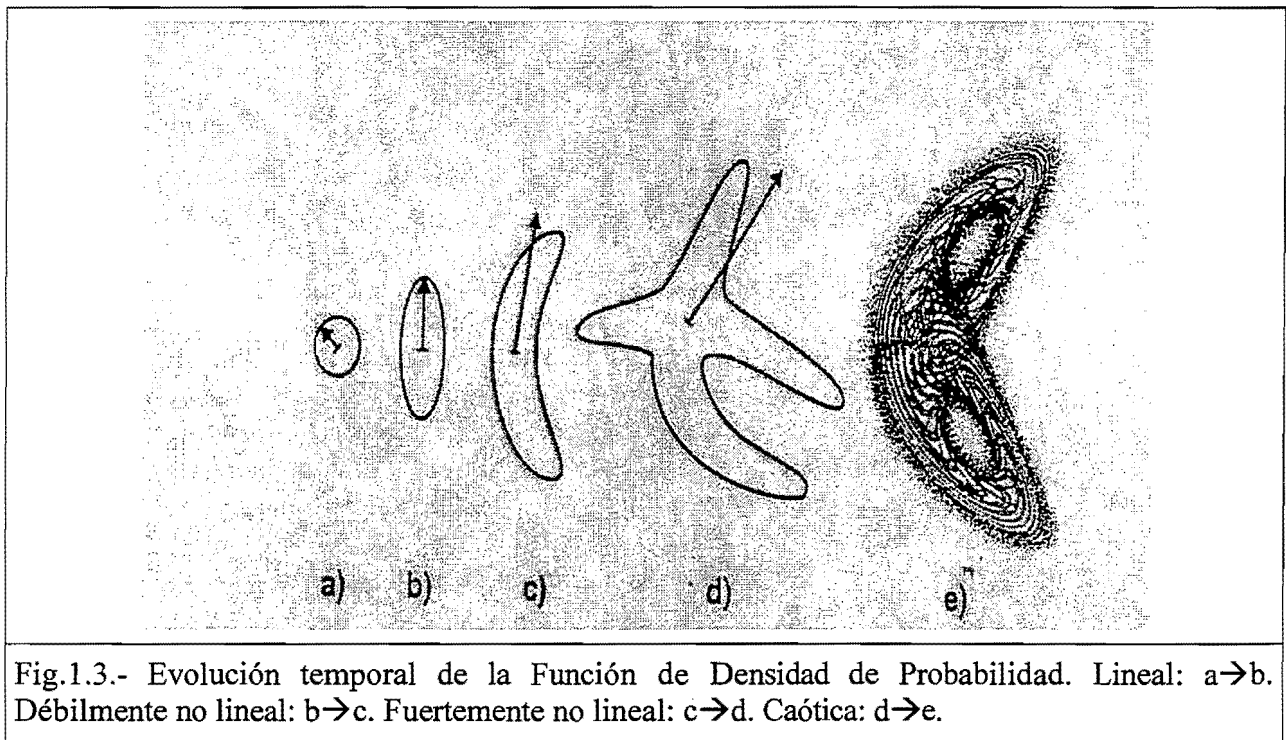 a)
b)
c)
d)
e)
Fig.1.3.- Evolución temporal de la Función de Densidad de Probabilidad. Lineal: a→b.
Débilmente no lineal: b→c. Fuertemente no lineal: c→d. Caótica: d→e.